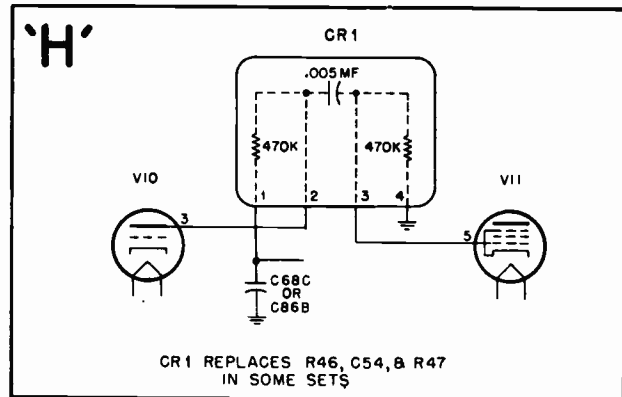 'H'
CR1
.005MF
470K
470K
1 2 3 4
V10
3
V11
5
C68C
OR
C86B
CR1 REPLACES R46, C54, & R47
IN SOME SETS